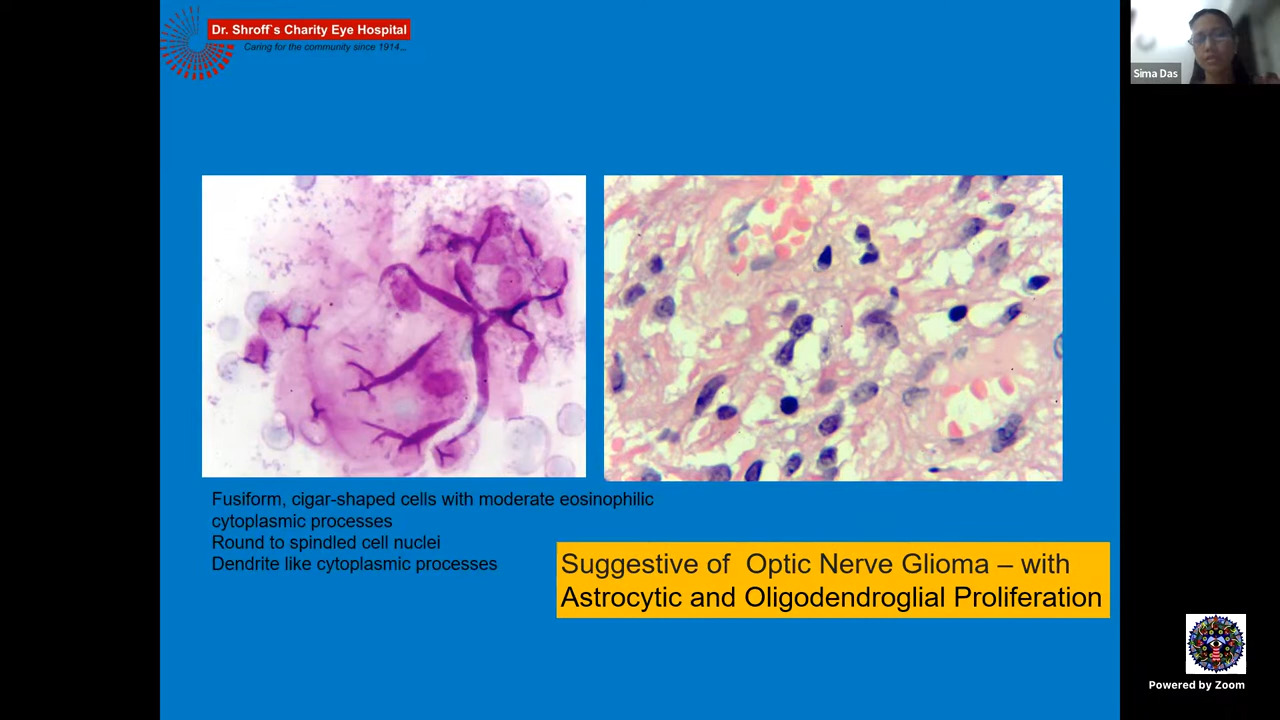 Dr. Shroff`s Charity Eye Hospital
Caring for the community since 1914...
Sima Das
Fusiform, cigar-shaped cells with moderate eosinophilic
cytoplasmic processes
Round to spindled cell nuclei
Dendrite like cytoplasmic processes
Suggestive of  Optic Nerve Glioma – with
Astrocytic and Oligodendroglial Proliferation
Powered by Zoom